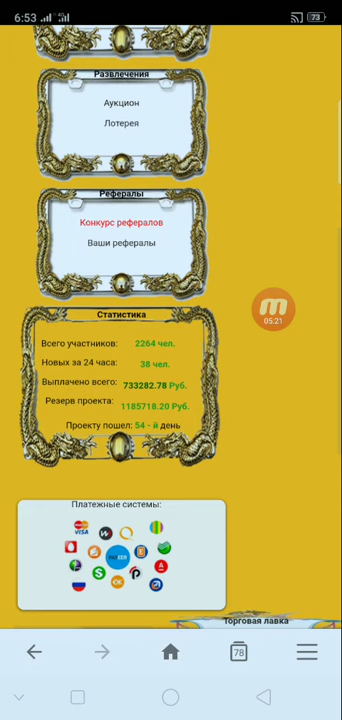 6:53
73
Развлечения
Аукцион
Лотерея
Рефералы
Конкурс рефералов
Ваши рефералы
05:21
Статистика
Всего участников: 2264 чел.
Новых за 24 часа: 38 чел.
Выплачено всего: 733282.78 Руб.
Резерв проекта: 1185718.20 Руб.
Проекту пошел: 54 - й день
Платежные системы:
VISA
PAYEER
OK
Торговая лавка
78